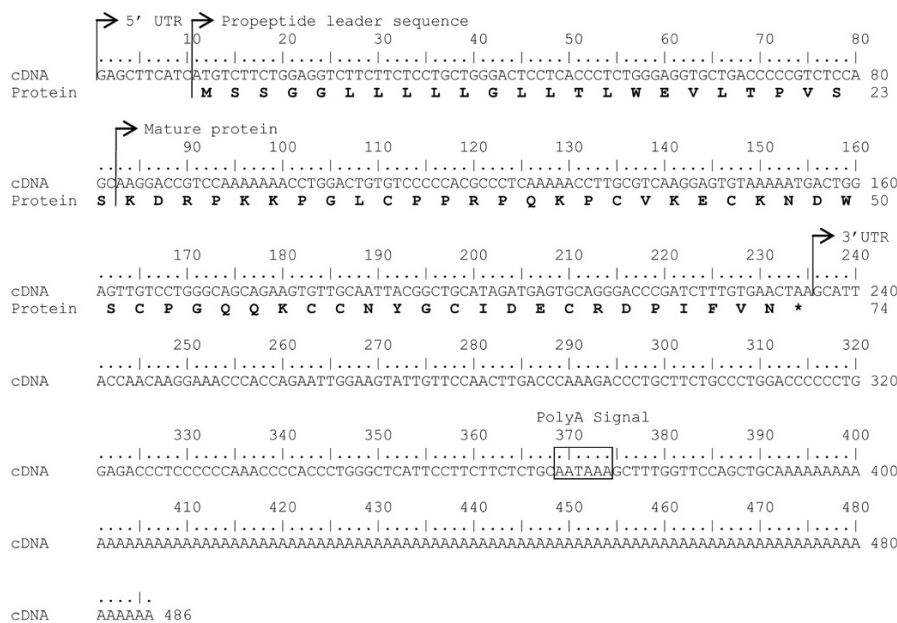 5' UTR Propeptide leader sequence
10 20 30 40 50 60 70 80
....|....|....|....|....|....|....|....|....|....|....|....|....|....|....|....|
cDNA GAGCTTCATCATGTCTTCTGGAGGTCTTCTTCTCCTGCTGGGACTCCTCACCCTCTGGGAGGTGCTGACCCCCGTCTCCA 80
Protein M S S G G L L L L L G L L T L W E V L T P V S 23
Mature protein
90 100 110 120 130 140 150 160
....|....|....|....|....|....|....|....|....|....|....|....|....|....|....|....|
cDNA GCAAGGACCGTCCAAAAAAACCTGGACTGTGTCCCCCACGCCCTCAAAAACCTTGCGTCAAGGAGTGTAAAAATGACTGG 160
Protein S K D R P K K P G L C P P R P Q K P C V K E C K N D W 50
3'UTR
170 180 190 200 210 220 230 240
....|....|....|....|....|....|....|....|....|....|....|....|....|....|....|....|
cDNA AGTTGTCCTGGGCAGCAGAAGTGTTGCAATTACGGCTGCATAGATGAGTGCAGGGACCCGATCTTTGTGAACTAAGCATT 240
Protein S C P G Q Q K C C N Y G C I D E C R D P I F V N * 74
250 260 270 280 290 300 310 320
....|....|....|....|....|....|....|....|....|....|....|....|....|....|....|....|
cDNA ACCAACAAGGAAACCCACCAGAATTGGAAGTATTGTTCCAACTTGACCCAAAGACCCTGCTTCTGCCCTGGACCCCCCTG 320
PolyA Signal
330 340 350 360 370 380 390 400
....|....|....|....|....|....|....|....|....|....|....|....|....|....|....|....|
cDNA GAGACCCTCCCCCCAAACCCCACCCTGGGCTCATTCCTTCTTCTCTGCAATAAAGCTTTGGTTCCAGCTGCAAAAAAAAA 400
410 420 430 440 450 460 470 480
....|....|....|....|....|....|....|....|....|....|....|....|....|....|....|....|
cDNA AAAAAAAAAAAAAAAAAAAAAAAAAAAAAAAAAAAAAAAAAAAAAAAAAAAAAAAAAAAAAAAAAAAAAAAAAAAAAAAA 480
....|.
cDNA AAAAAA 486